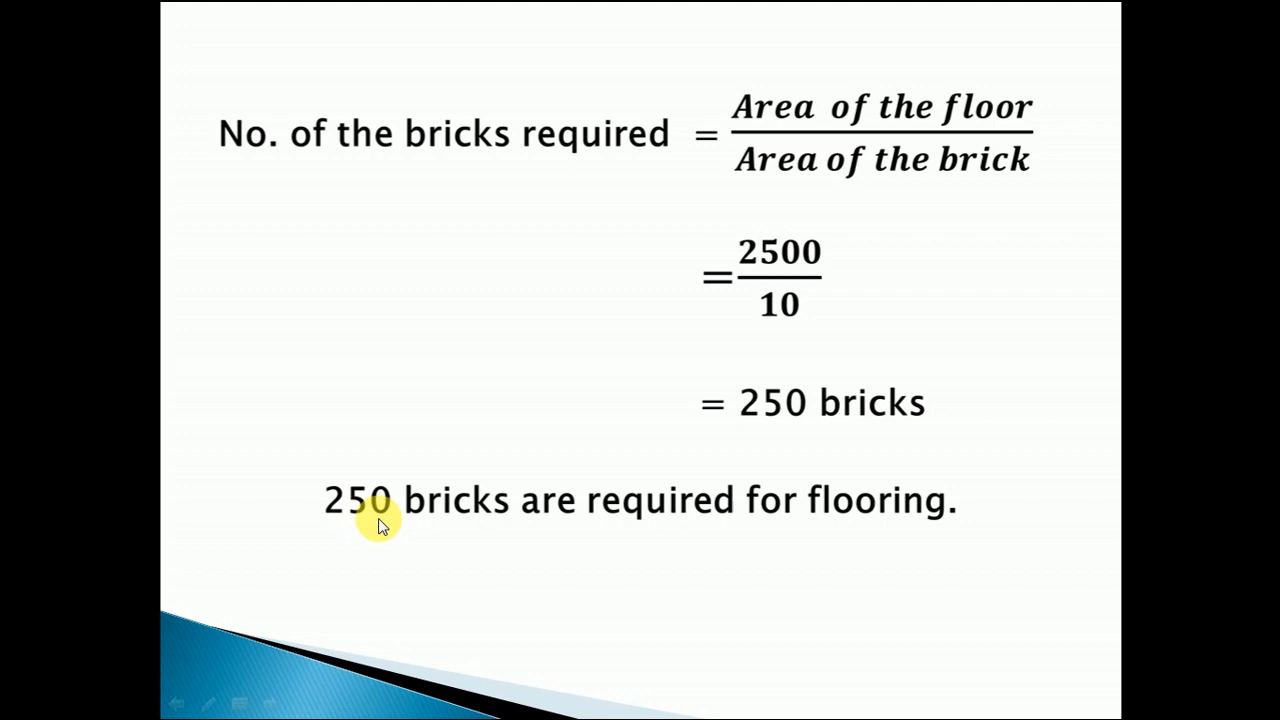 No. of the bricks required = Area of the floor / Area of the brick
= 2500 / 10
= 250 bricks
250 bricks are required for flooring.